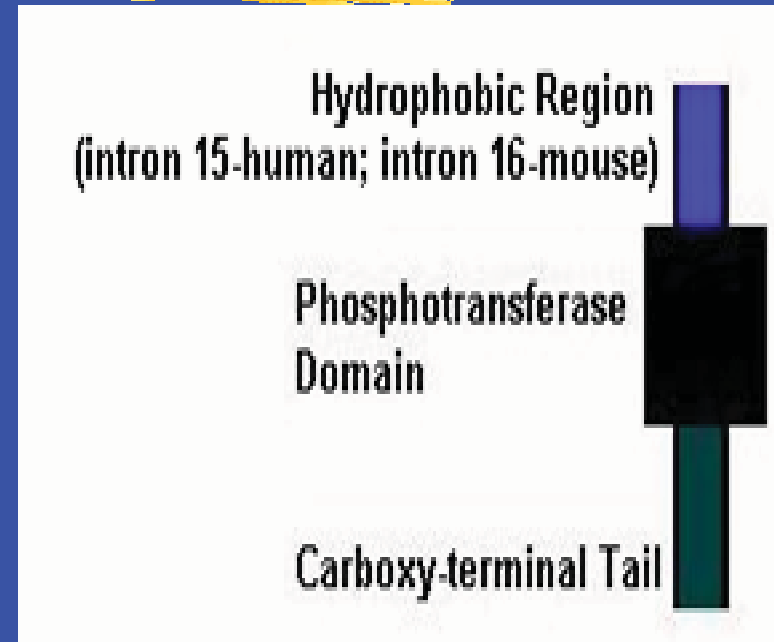 Hydrophobic Region
(intron 15-human; intron 16-mouse)
Phosphotransferase
Domain
Carboxy-terminal Tail